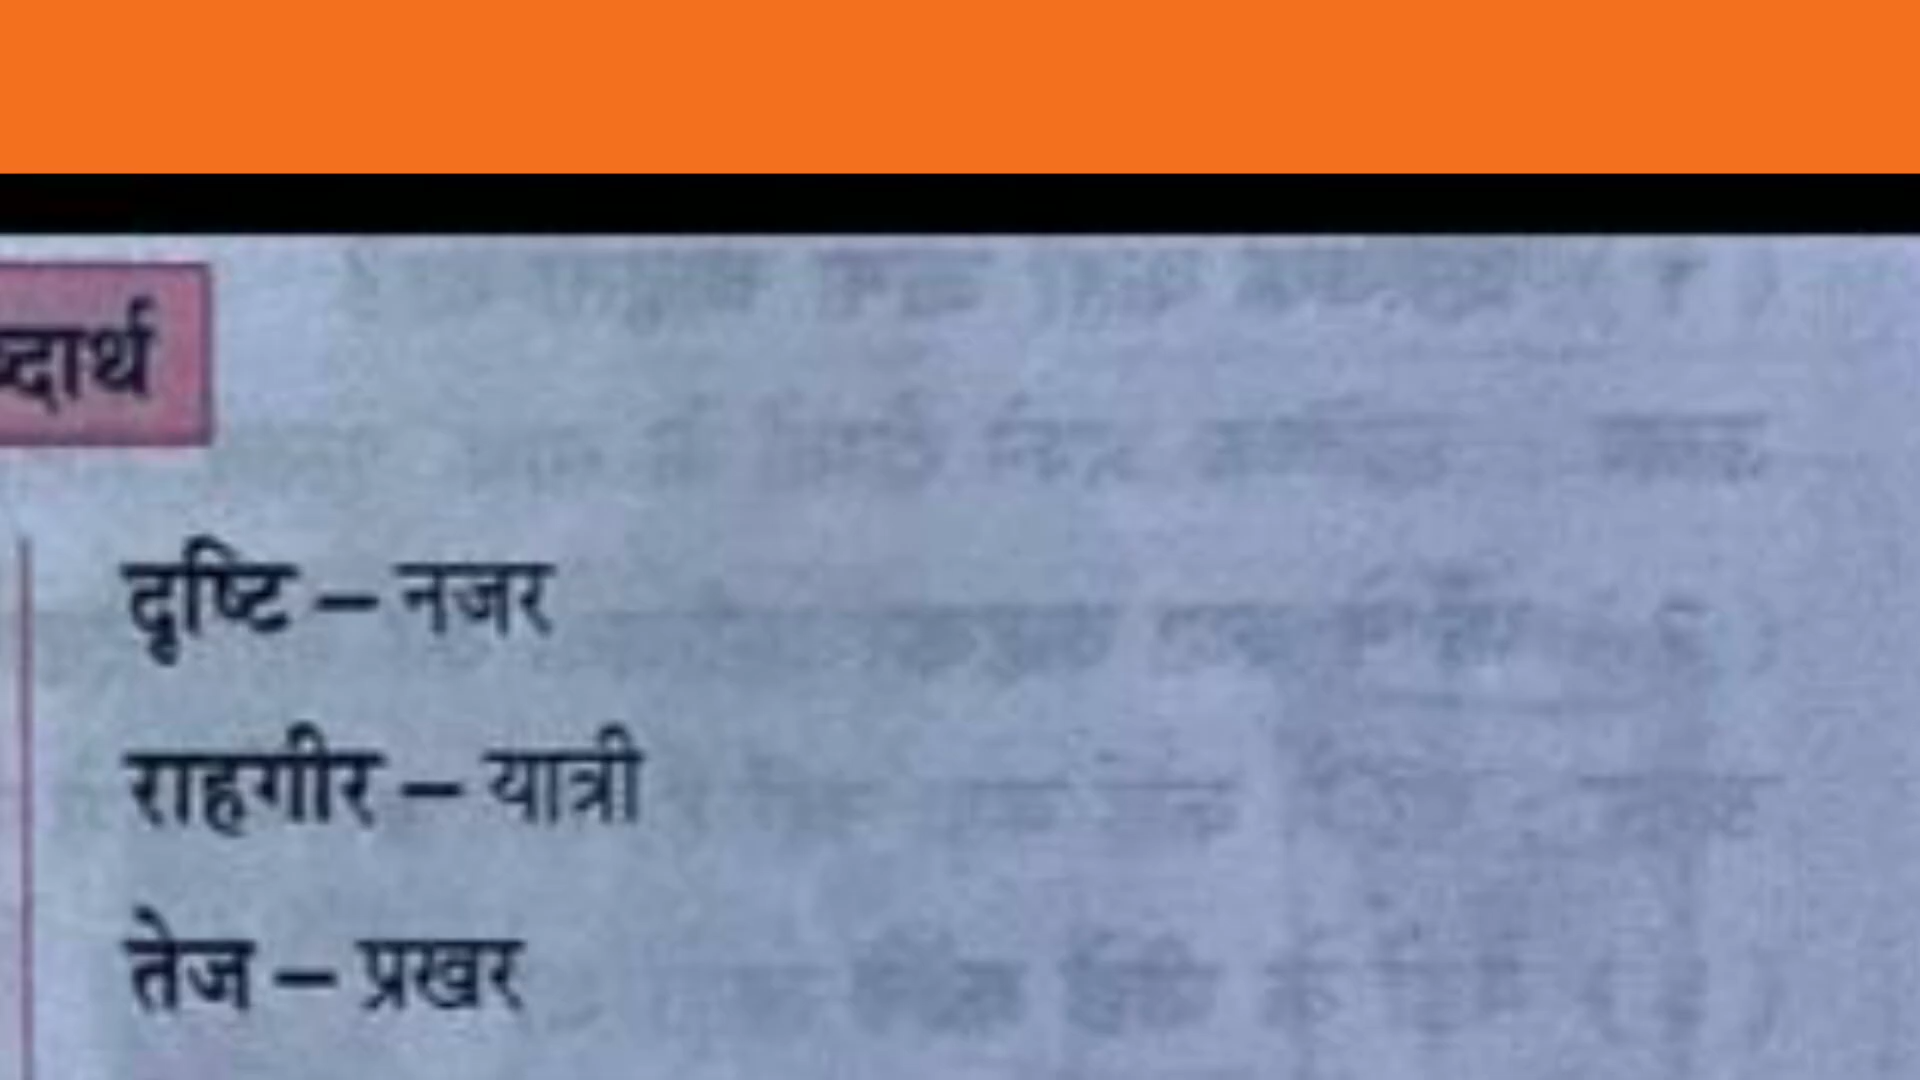 ब्दार्थ
दृष्टि – नजर
राहगीर – यात्री
तेज – प्रखर